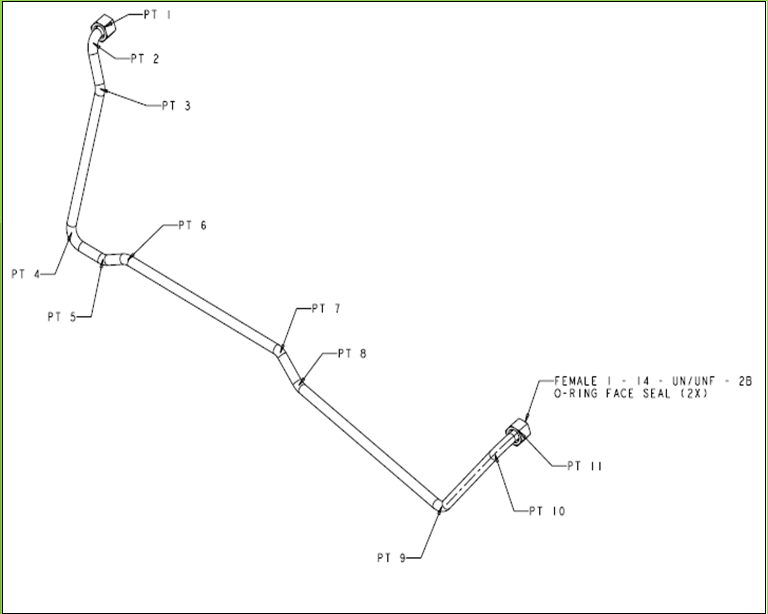 PT 1
PT 2
PT 3
PT 6
PT 4
PT 5
PT 7
PT 8
FEMALE 1 - 14 - UN/UNF - 2B
O-RING FACE SEAL (2X)
PT 11
PT 10
PT 9